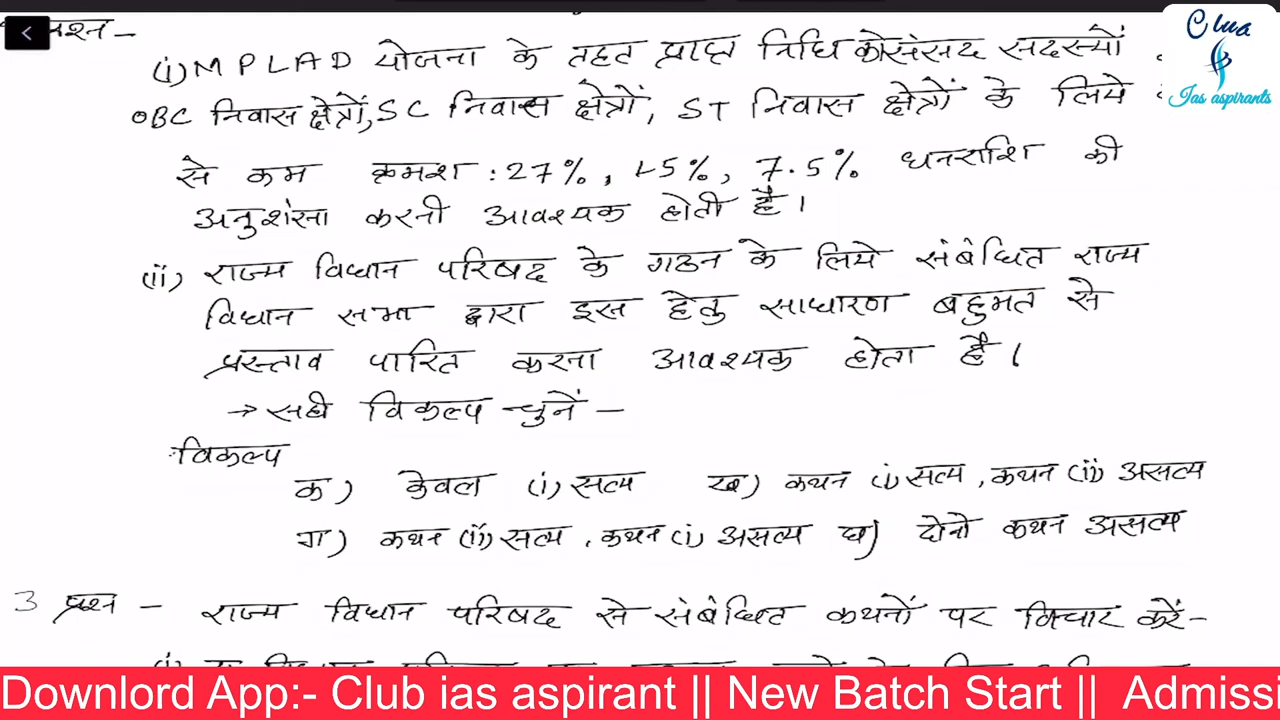 प्रश्न -
(i) MPLAD योजना के तहत प्राप्त निधि को संसद सदस्यों
OBC निवास क्षेत्रों, SC निवास क्षेत्रों, ST निवास क्षेत्रों के लिये
से कम क्रमश: 27%, 15%, 7.5% धनराशि की
अनुशंसा करनी आवश्यक होती है।
(ii) राज्य विधान परिषद के गठन के लिये संबंधित राज्य
विधान सभा द्वारा इस हेतु साधारण बहुमत से
प्रस्ताव पारित करना आवश्यक होता है।
→ सही विकल्प चुनें -
विकल्प
क) केवल (i) सत्य ख) कथन (i) सत्य, कथन (ii) असत्य
ग) कथन (ii) सत्य, कथन (i) असत्य घ) दोनो कथन असत्य
3 प्रश्न - राज्य विधान परिषद से संबंधित कथनों पर विचार करें-
Clua
Ias aspirants
Downlord App:- Club ias aspirant || New Batch Start || Admissi